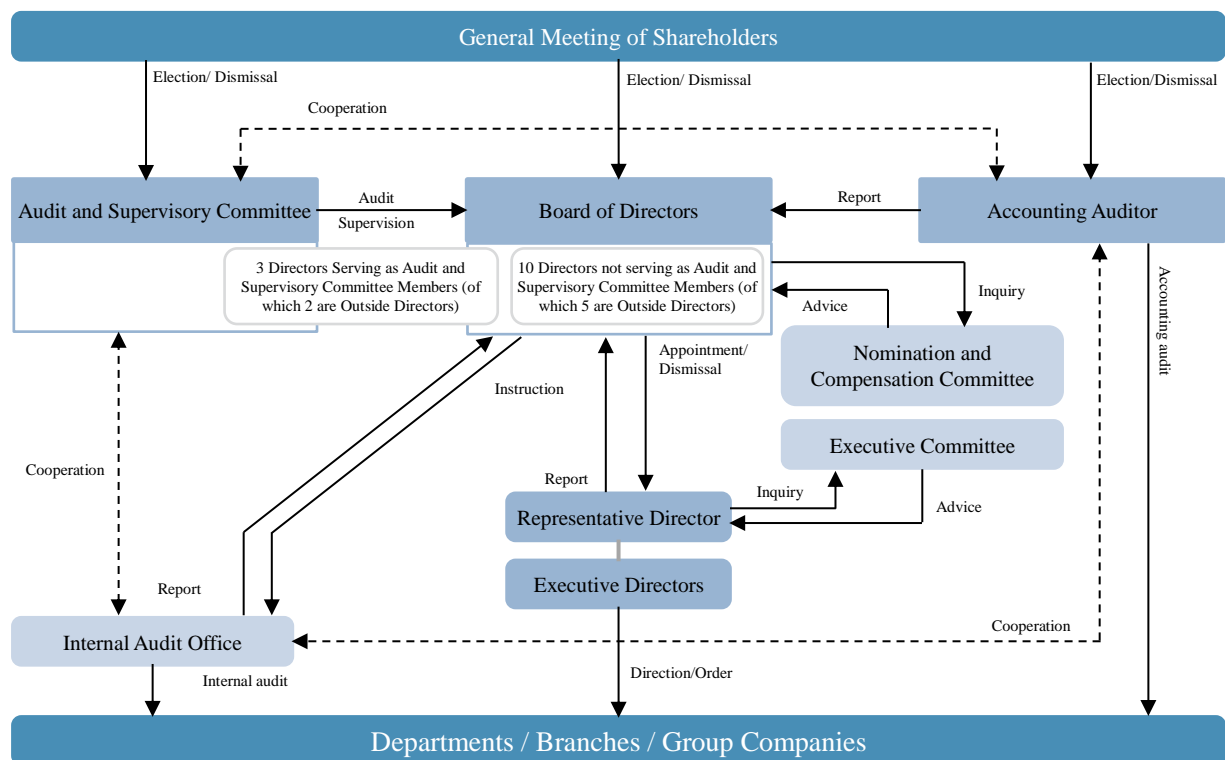 General Meeting of Shareholders
Election/ Dismissal
Election/ Dismissal
Election/Dismissal
Cooperation
Audit and Supervisory Committee
Audit
Supervision
Board of Directors
Report
Accounting Auditor
3 Directors Serving as Audit and
Supervisory Committee Members (of
which 2 are Outside Directors)
10 Directors not serving as Audit and
Supervisory Committee Members (of
which 5 are Outside Directors)
Inquiry
Advice
Accounting audit
Nomination and
Compensation Committee
Appointment/
Dismissal
Instruction
Executive Committee
Cooperation
Report
Inquiry
Advice
Representative Director
Executive Directors
Report
Cooperation
Internal Audit Office
Internal audit
Direction/Order
Departments / Branches / Group Companies